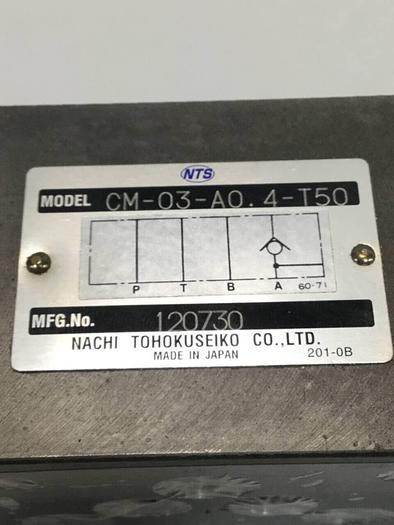 NTS
MODEL CM-03-A0.4-T50
P T B A 60-71
MFG.No. 120730
NACHI TOHOKUSEIKO CO.,LTD.
MADE IN JAPAN 201-0B